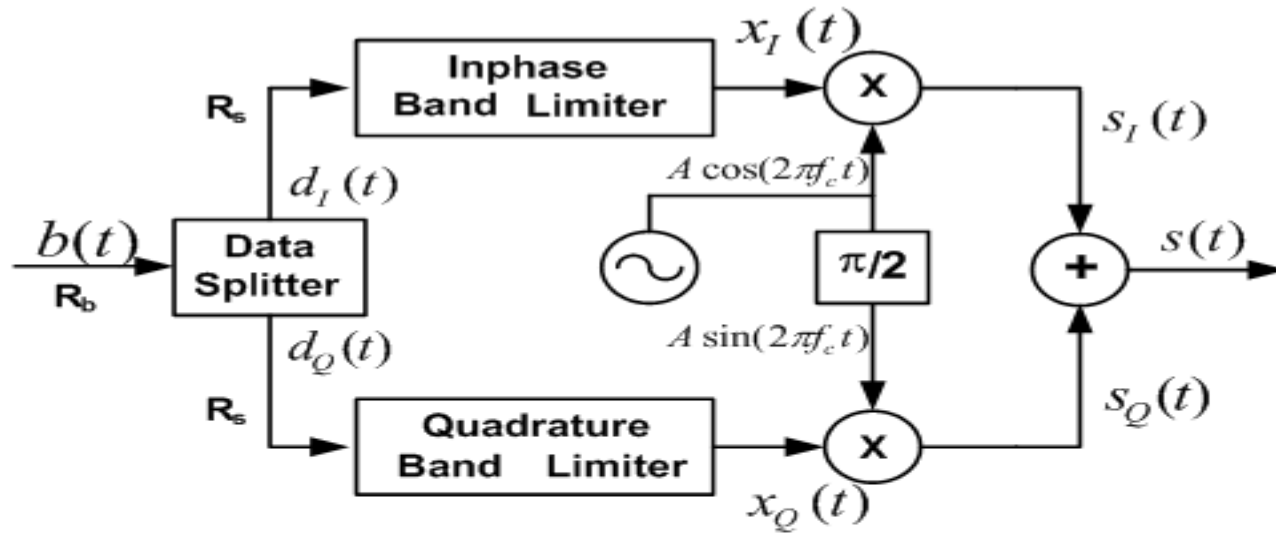 x_I (t)
Inphase
Band Limiter
X
R_s
s_I (t)
A cos(2πf_c t)
d_I (t)
b(t)
Data
Splitter
R_b
π/2
+
s(t)
d_Q (t)
A sin(2πf_c t)
R_s
s_Q (t)
Quadrature
Band Limiter
X
x_Q (t)